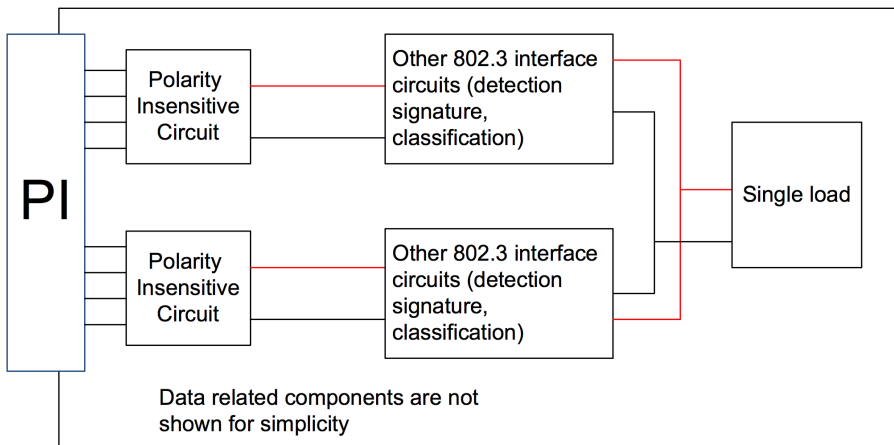 PI
Polarity
Insensitive
Circuit
Other 802.3 interface
circuits (detection
signature,
classification)
Single load
Polarity
Insensitive
Circuit
Other 802.3 interface
circuits (detection
signature,
classification)
Data related components are not
shown for simplicity